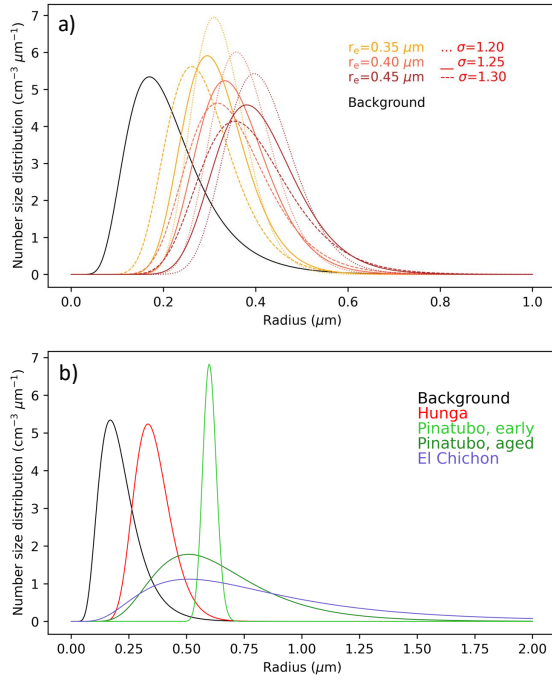 a)
Number size distribution (cm⁻³ μm⁻¹)
7
6
5
4
3
2
1
0
r_e=0.35 μm
r_e=0.40 μm
r_e=0.45 μm
Background
... σ=1.20
__ σ=1.25
--- σ=1.30
0.0 0.2 0.4 0.6 0.8 1.0
Radius (μm)
b)
Number size distribution (cm⁻³ μm⁻¹)
7
6
5
4
3
2
1
0
Background
Hunga
Pinatubo, early
Pinatubo, aged
El Chichon
0.00 0.25 0.50 0.75 1.00 1.25 1.50 1.75 2.00
Radius (μm)